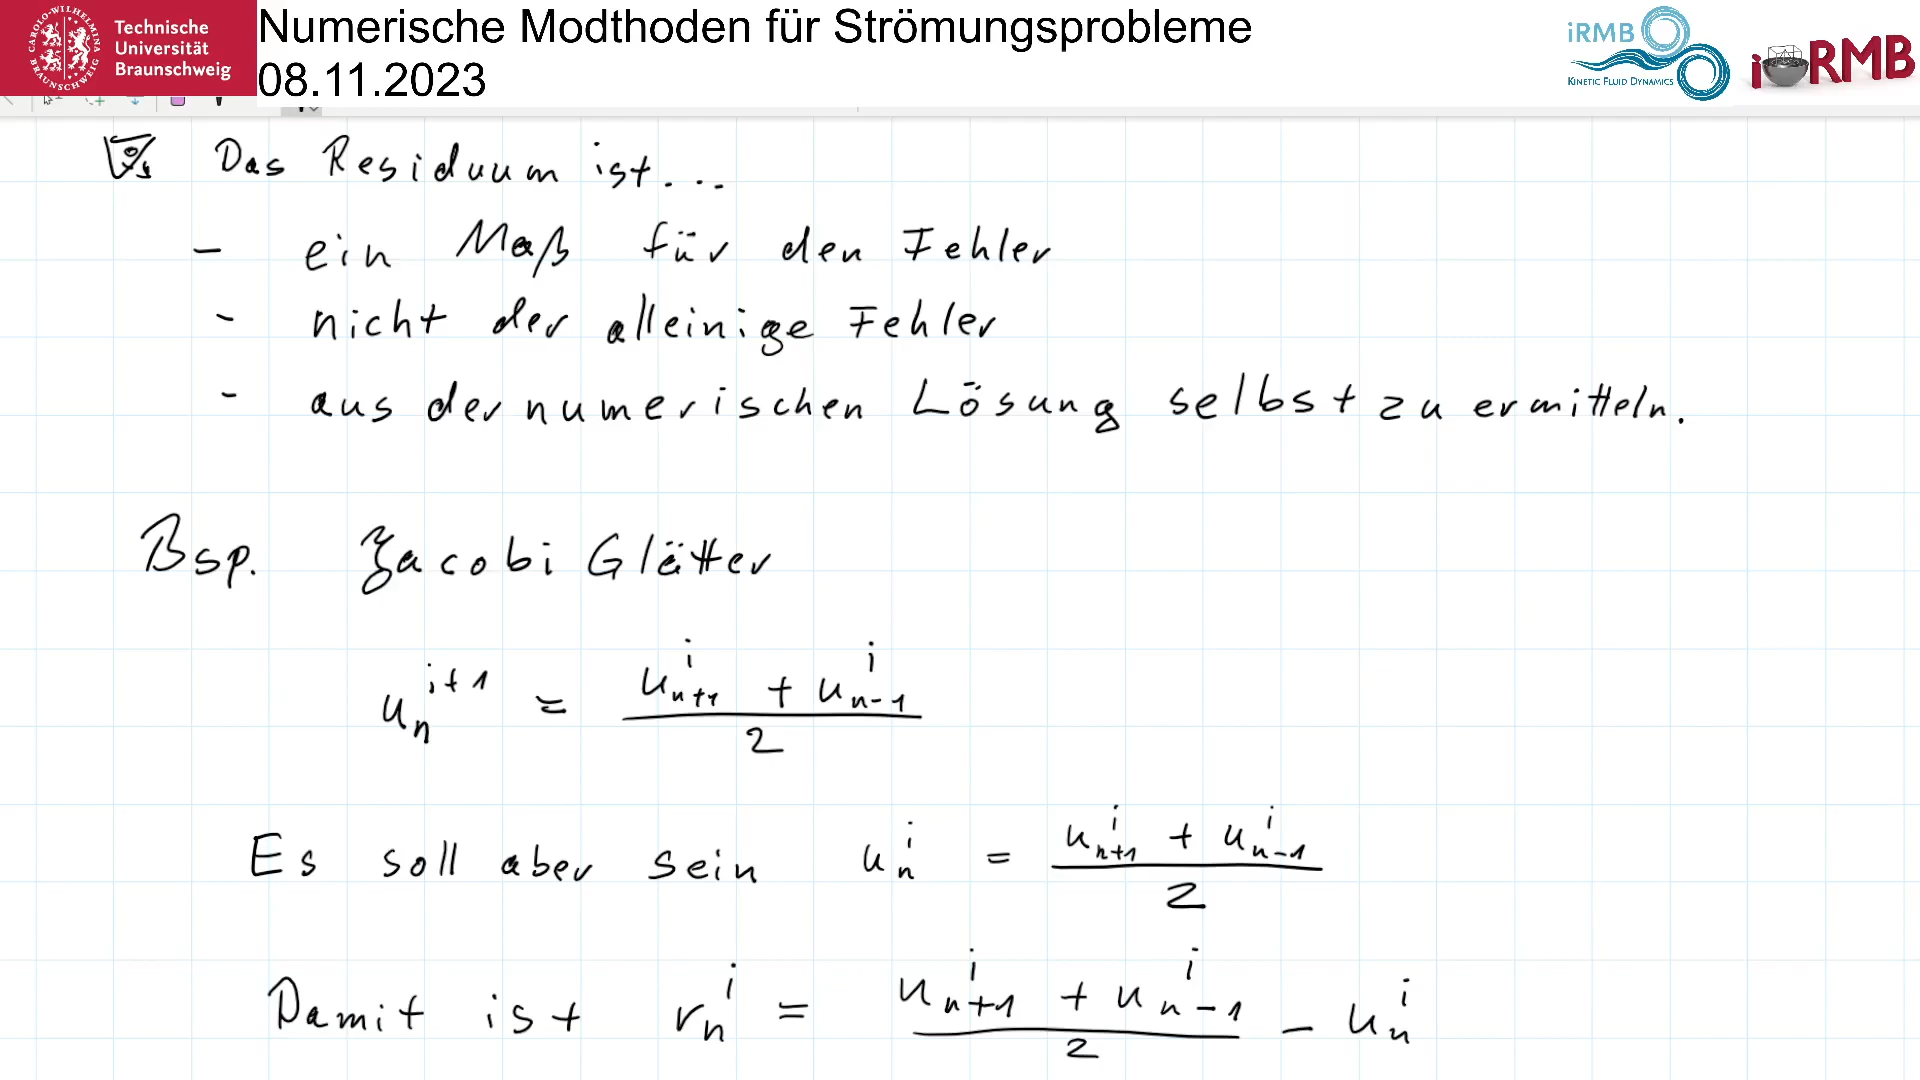 Technische
Universität
Braunschweig
Numerische Modthoden für Strömungsprobleme
08.11.2023
iRMB
KINETIC FLUID DYNAMICS
iRMB
Das Residuum ist...
- ein Maß für den Fehler
- nicht der alleinige Fehler
- aus der numerischen Lösung selbst zu ermitteln.
Bsp. Jacobi Glätter
u_n^{i+1} = \frac{u_{n+1}^i + u_{n-1}^i}{2}
Es soll aber sein u_n^i = \frac{u_{n+1}^i + u_{n-1}^i}{2}
Damit ist r_n^i = \frac{u_{n+1}^i + u_{n-1}^i}{2} - u_n^i